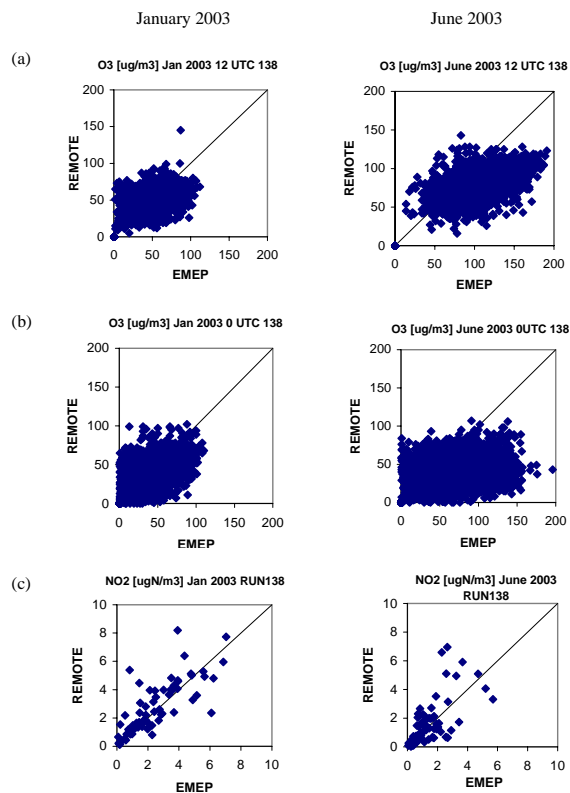 January 2003 June 2003
(a)
O3 [ug/m3] Jan 2003 12 UTC 138
REMOTE
200
150
100
50
0
0 50 100 150 200
EMEP
O3 [ug/m3] June 2003 12 UTC 138
REMOTE
200
150
100
50
0
0 50 100 150 200
EMEP
(b)
O3 [ug/m3] Jan 2003 0 UTC 138
REMOTE
200
150
100
50
0
0 50 100 150 200
EMEP
O3 [ug/m3] June 2003 0UTC 138
REMOTE
200
150
100
50
0
0 50 100 150 200
EMEP
(c)
NO2 [ugN/m3] Jan 2003 RUN138
REMOTE
10
8
6
4
2
0
0 2 4 6 8 10
EMEP
NO2 [ugN/m3] June 2003
RUN138
REMOTE
10
8
6
4
2
0
0 2 4 6 8 10
EMEP